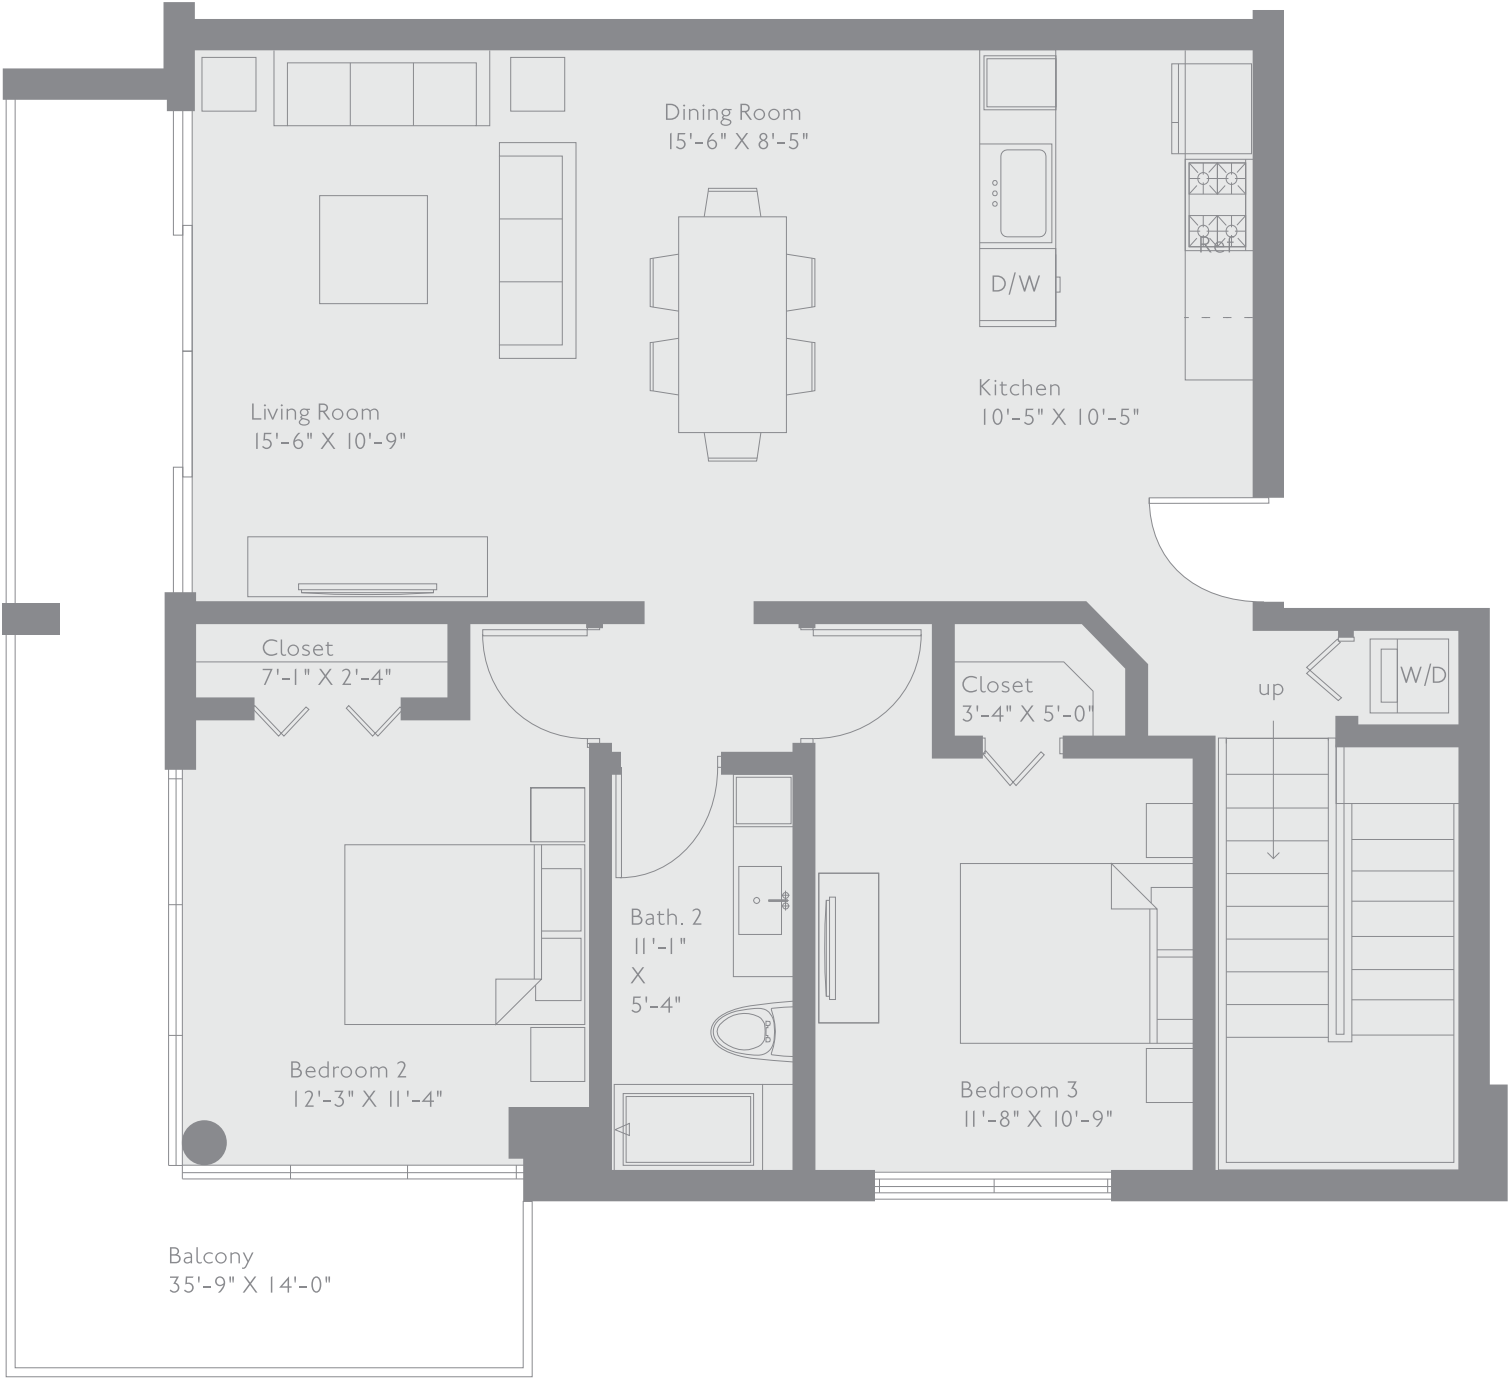 Dining Room
15'-6" X 8'-5"
Ref
D/W
Kitchen
10'-5" X 10'-5"
Living Room
15'-6" X 10'-9"
Closet
7'-1" X 2'-4"
Closet
3'-4" X 5'-0"
up
W/D
Bath. 2
11'-1"
X
5'-4"
Bedroom 2
12'-3" X 11'-4"
Bedroom 3
11'-8" X 10'-9"
Balcony
35'-9" X 14'-0"